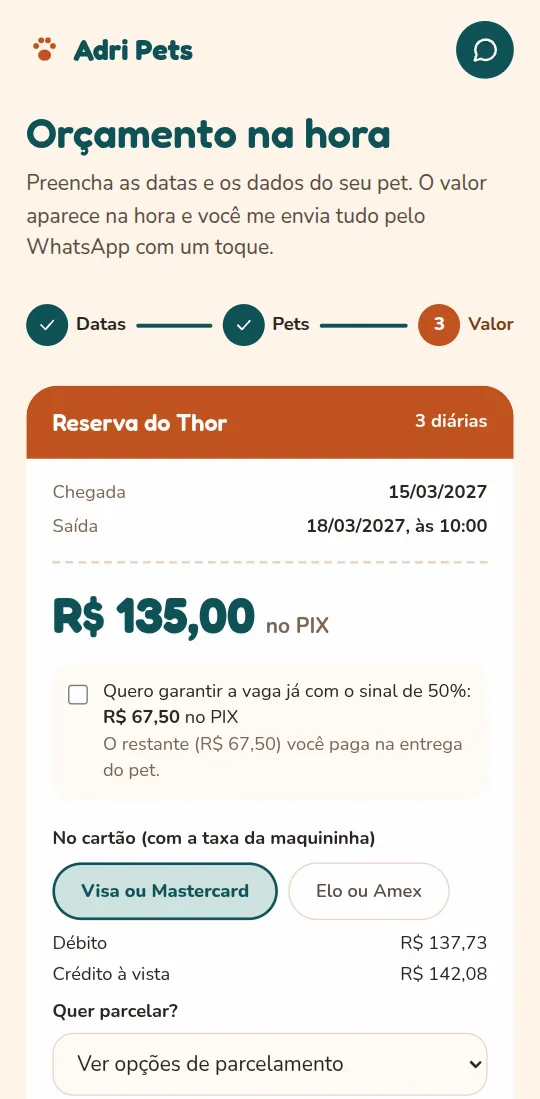 Adri Pets
Orçamento na hora
Preencha as datas e os dados do seu pet. O valor
aparece na hora e você me envia tudo pelo
WhatsApp com um toque.
Datas
Pets
3 Valor
Reserva do Thor 3 diárias
Chegada 15/03/2027
Saída 18/03/2027, às 10:00
R$ 135,00 no PIX
Quero garantir a vaga já com o sinal de 50%:
R$ 67,50 no PIX
O restante (R$ 67,50) você paga na entrega
do pet.
No cartão (com a taxa da maquininha)
Visa ou Mastercard Elo ou Amex
Débito R$ 137,73
Crédito à vista R$ 142,08
Quer parcelar?
Ver opções de parcelamento